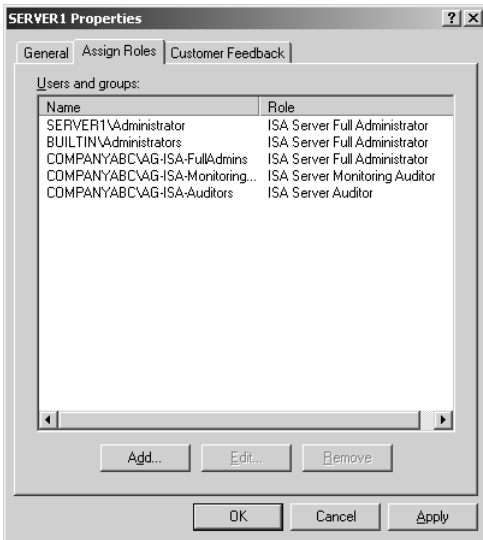 SERVER1 Properties
General Assign Roles Customer Feedback
Users and groups:
Name Role
SERVER1\Administrator ISA Server Full Administrator
BUILTIN\Administrators ISA Server Full Administrator
COMPANYABC\AG-ISA-FullAdmins ISA Server Full Administrator
COMPANYABC\AG-ISA-Monitoring... ISA Server Monitoring Auditor
COMPANYABC\AG-ISA-Auditors ISA Server Auditor
Add... Edit... Remove
OK Cancel Apply